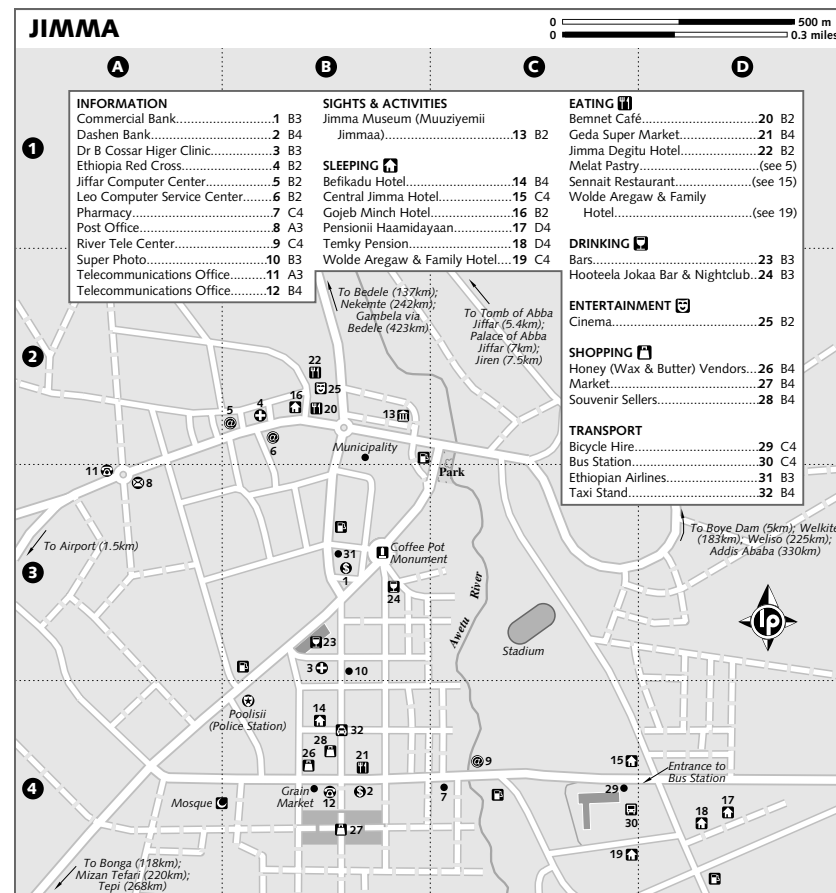 JIMMA
0 500 m
0 0.3 miles
A B C D
1
INFORMATION
Commercial Bank....................1 B3
Dashen Bank..........................2 B4
Dr B Cossar Higer Clinic..........3 B3
Ethiopia Red Cross..................4 B2
Jiffar Computer Center............5 B2
Leo Computer Service Center...6 B2
Pharmacy...............................7 C4
Post Office..............................8 A3
River Tele Center.....................9 C4
Super Photo..........................10 B3
Telecommunications Office.....11 A3
Telecommunications Office.....12 B4
SIGHTS & ACTIVITIES
Jimma Museum (Muuziyemii
Jimmaa)...........................13 B2
SLEEPING
Befikadu Hotel......................14 B4
Central Jimma Hotel..............15 C4
Gojeb Minch Hotel................16 B2
Pensionii Haamidayaan..........17 D4
Temky Pension......................18 D4
Wolde Aregaw & Family Hotel....19 C4
EATING
Bemnet Café.........................20 B2
Geda Super Market................21 B4
Jimma Degitu Hotel...............22 B2
Melat Pastry........................(see 5)
Sennait Restaurant..............(see 15)
Wolde Aregaw & Family
Hotel..............................(see 19)
DRINKING
Bars......................................23 B3
Hooteela Jokaa Bar & Nightclub..24 B3
ENTERTAINMENT
Cinema.................................25 B2
SHOPPING
Honey (Wax & Butter) Vendors...26 B4
Market.................................27 B4
Souvenir Sellers.....................28 B4
TRANSPORT
Bicycle Hire...........................29 C4
Bus Station...........................30 C4
Ethiopian Airlines..................31 B3
Taxi Stand............................32 B4
To Bedele (137km);
Nekemte (242km);
Gambela via
Bedele (423km)
To Tomb of Abba
Jiffar (5.4km);
Palace of Abba
Jiffar (7km);
Jiren (7.5km)
2
22
25
16
20
4
5
6
13
Municipality
Park
11
8
To Airport (1.5km)
To Boye Dam (5km); Welkite
(183km); Weliso (225km);
Addis Ababa (330km)
3
31
1
Coffee Pot
Monument
24
Awetu River
Stadium
lp
23
3
10
Poolisii
(Police Station)
14
32
28
26
21
9
15
Entrance to
Bus Station
4
Mosque
Grain
Market
12
2
7
29
30
17
18
27
19
To Bonga (118km);
Mizan Tefari (220km);
Tepi (268km)